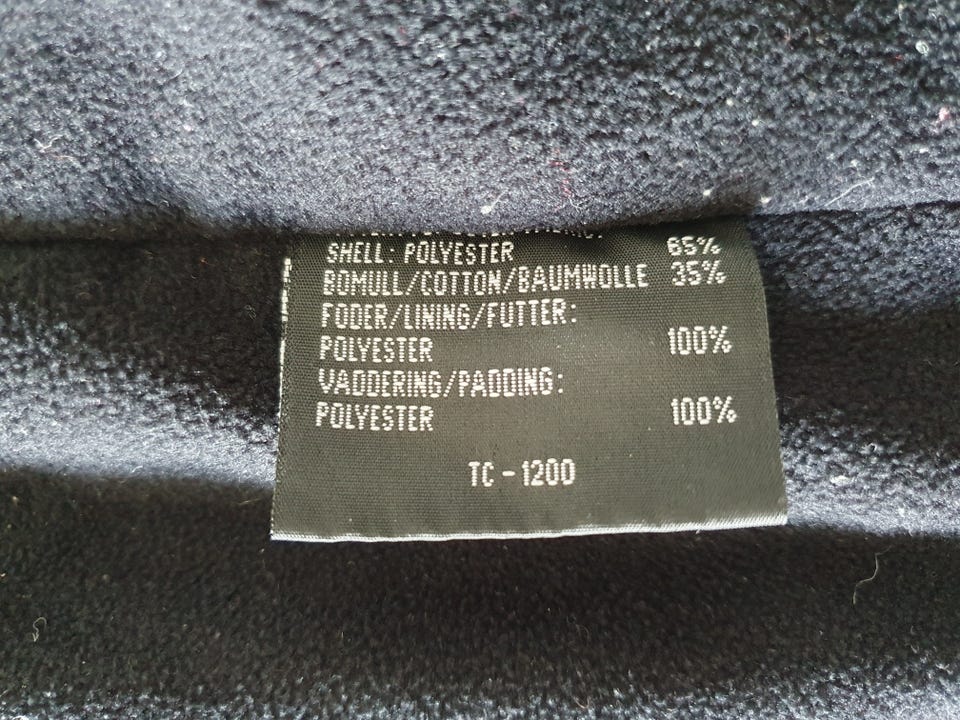 SHELL: POLYESTER 65%
BOMULL/COTTON/BAUMWOLLE 35%
FODER/LINING/FUTTER:
POLYESTER 100%
VADDERING/PADDING:
POLYESTER 100%
TC-1200